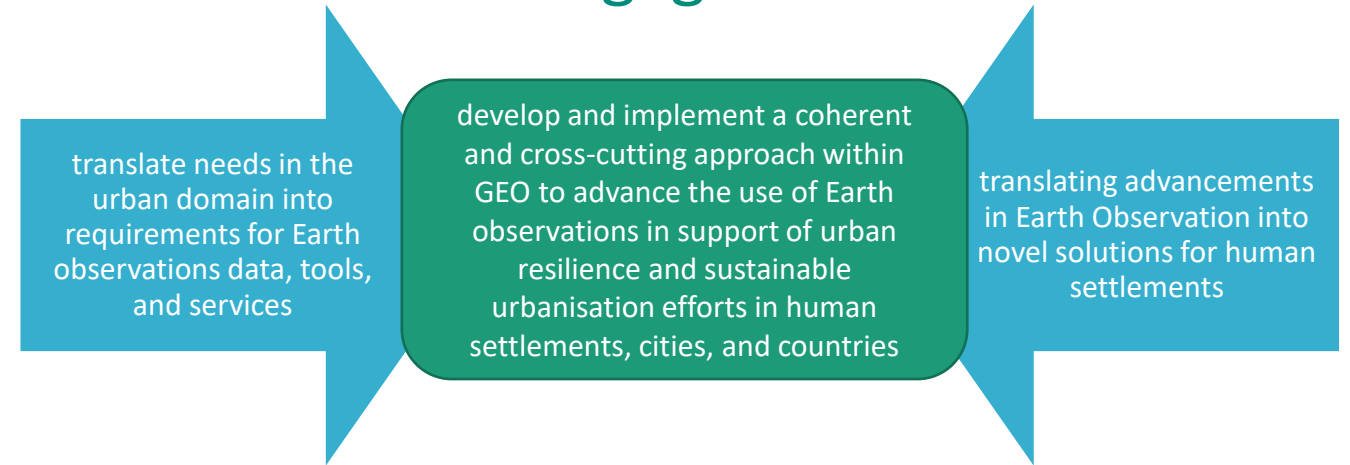 translate needs in the
urban domain into
requirements for Earth
observations data, tools,
and services
develop and implement a coherent
and cross-cutting approach within
GEO to advance the use of Earth
observations in support of urban
resilience and sustainable
urbanisation efforts in human
settlements, cities, and countries
translating advancements
in Earth Observation into
novel solutions for human
settlements